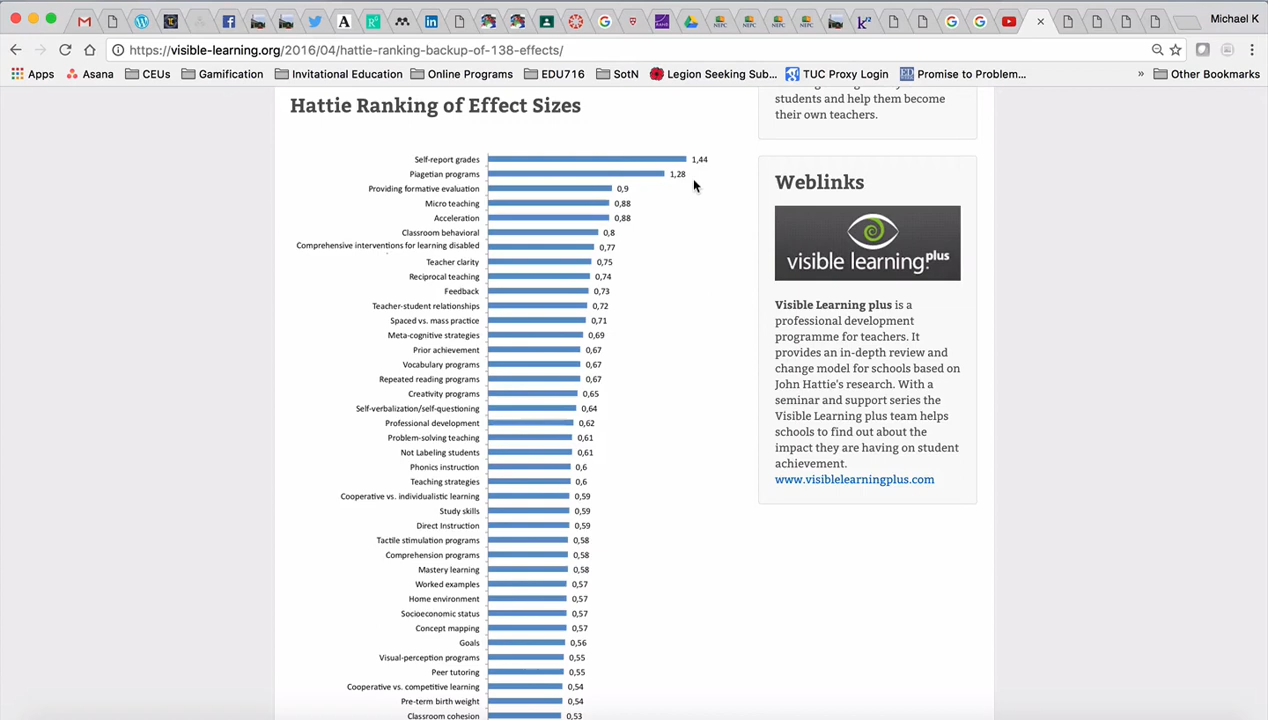 Michael K
https://visible-learning.org/2016/04/hattie-ranking-backup-of-138-effects/
Apps
Asana
CEUs
Gamification
Invitational Education
Online Programs
EDU716
SotN
Legion Seeking Sub...
TUC Proxy Login
Promise to Problem...
»
Other Bookmarks
Hattie Ranking of Effect Sizes
Self-report grades 1,44
Piagetian programs 1,28
Providing formative evaluation 0,9
Micro teaching 0,88
Acceleration 0,88
Classroom behavioral 0,8
Comprehensive interventions for learning disabled 0,77
Teacher clarity 0,75
Reciprocal teaching 0,74
Feedback 0,73
Teacher-student relationships 0,72
Spaced vs. mass practice 0,71
Meta-cognitive strategies 0,69
Prior achievement 0,67
Vocabulary programs 0,67
Repeated reading programs 0,67
Creativity programs 0,65
Self-verbalization/self-questioning 0,64
Professional development 0,62
Problem-solving teaching 0,61
Not Labeling students 0,61
Phonics instruction 0,6
Teaching strategies 0,6
Cooperative vs. individualistic learning 0,59
Study skills 0,59
Direct Instruction 0,59
Tactile stimulation programs 0,58
Comprehension programs 0,58
Mastery learning 0,58
Worked examples 0,57
Home environment 0,57
Socioeconomic status 0,57
Concept mapping 0,57
Goals 0,56
Visual-perception programs 0,55
Peer tutoring 0,55
Cooperative vs. competitive learning 0,54
Pre-term birth weight 0,54
Classroom cohesion 0,53
students and help them become
their own teachers.
Weblinks
visible learning.plus
Visible Learning plus is a
professional development
programme for teachers. It
provides an in-depth review and
change model for schools based on
John Hattie's research. With a
seminar and support series the
Visible Learning plus team helps
schools to find out about the
impact they are having on student
achievement.
www.visiblelearningplus.com